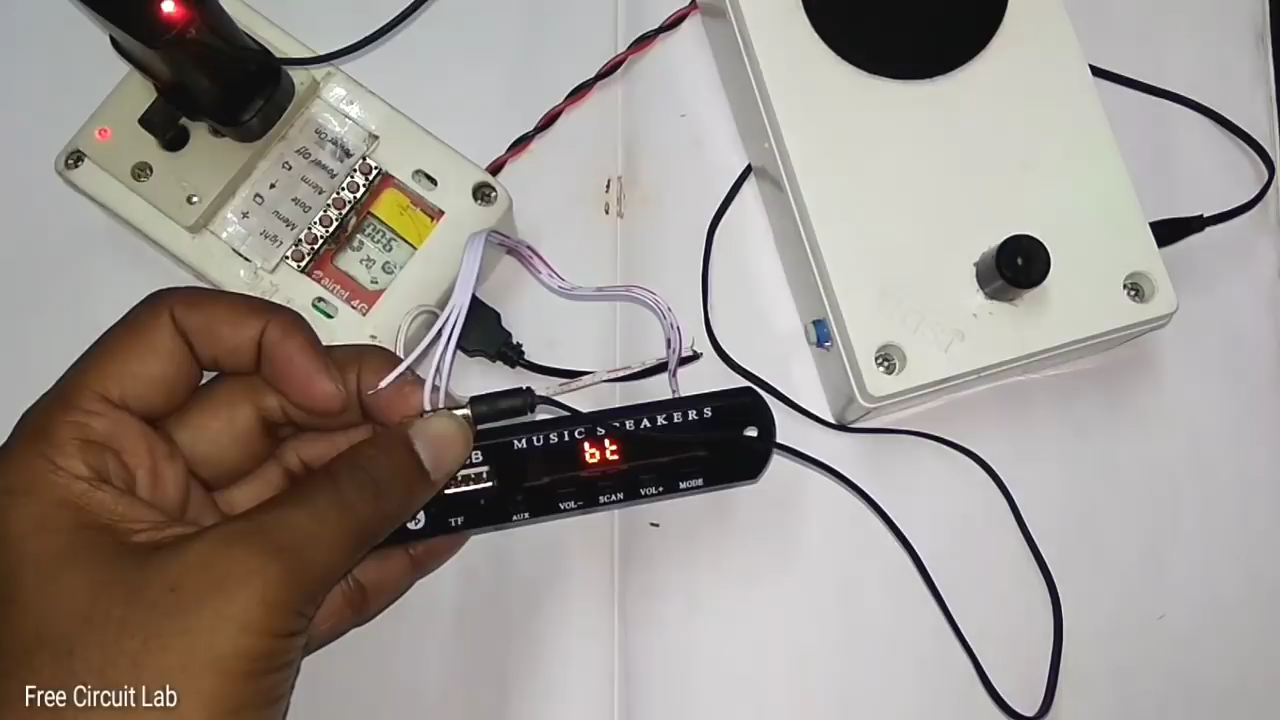 Power On
Power Off
Alarm
Date
Menu
Light
airtel 4G
MUSIC SPEAKERS
bt
VOL-
SCAN
VOL+
MODE
TF
AUX
Free Circuit Lab